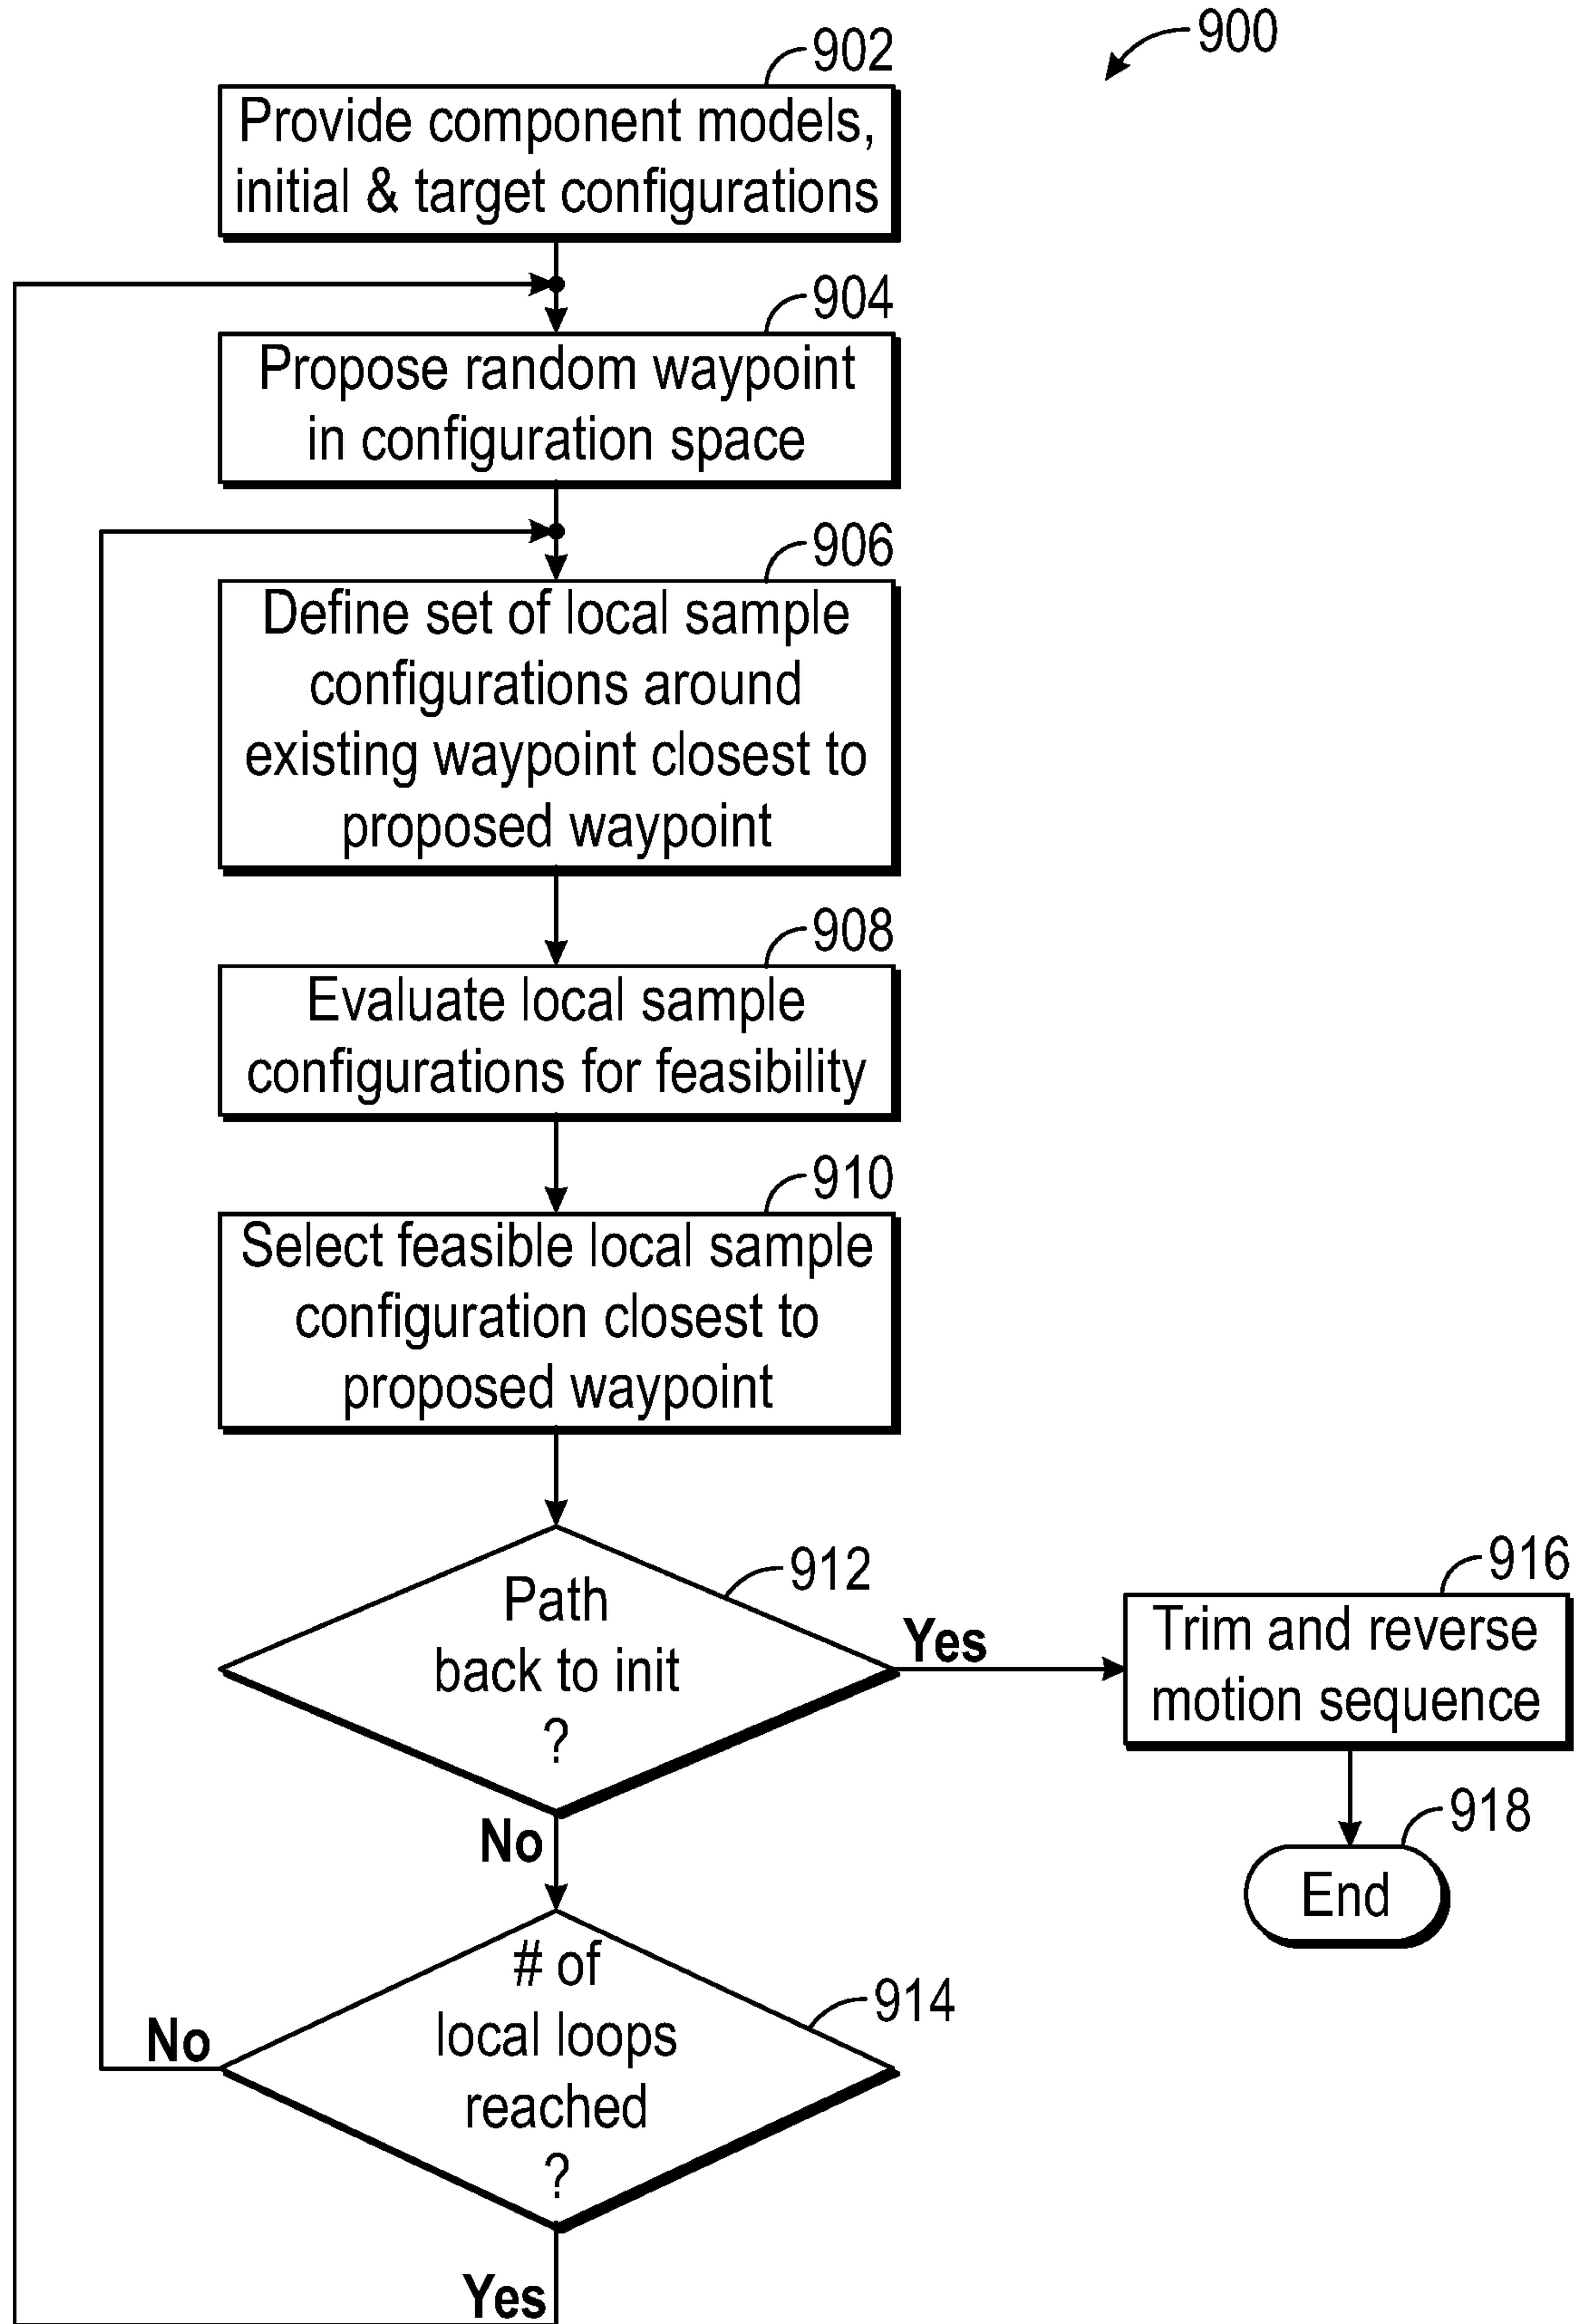 900
902
Provide component models,
initial & target configurations
904
Propose random waypoint
in configuration space
906
Define set of local sample
configurations around
existing waypoint closest to
proposed waypoint
908
Evaluate local sample
configurations for feasibility
910
Select feasible local sample
configuration closest to
proposed waypoint
912
Path
back to init
?
Yes
916
Trim and reverse
motion sequence
No
918
End
914
# of
local loops
reached
?
No
Yes